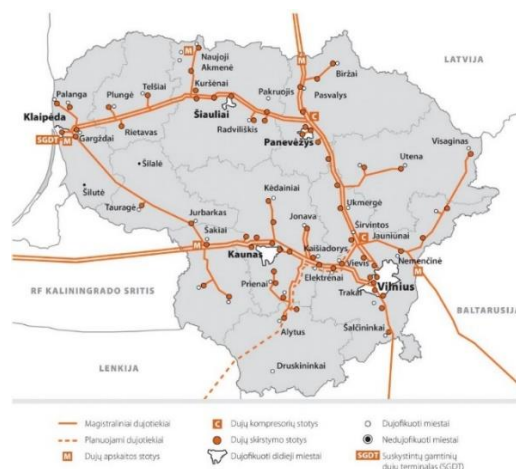 M
Naujoji
Akmenė
M
LATVIJA
Biržai
Palanga
Plungė
Telšiai
Kuršėnai
Pakruojis
Pasvalys
Klaipėda
Šiauliai
Radviliškis
C
Panevėžys
SGDT
M
Gargždai
Rietavas
Visaginas
Šilalė
Utena
Šilutė
Kėdainiai
Tauragė
Ukmergė
Jurbarkas
Jonava
Širvintos
Šakiai
C
Jauniūnai
M
Kaunas
Kaišiadorys
Vievis
Nemenčinė
M
Elektrėnai
Vilnius
RF KALININGRADO SRITIS
Prienai
Trakai
BALTARUSIJA
Šalčininkai
Alytus
LENKIJA
Druskininkai
Magistraliniai dujotiekiai
Planuojami dujotiekiai
M Dujų apskaitos stotys
C Dujų kompresorių stotys
Dujų skirstymo stotys
Dujofikuoti didieji miestai
Dujofikuoti miestai
Nedujofikuoti miestai
SGDT Suskystintų gamtinių
dujų terminalas (SGDT)